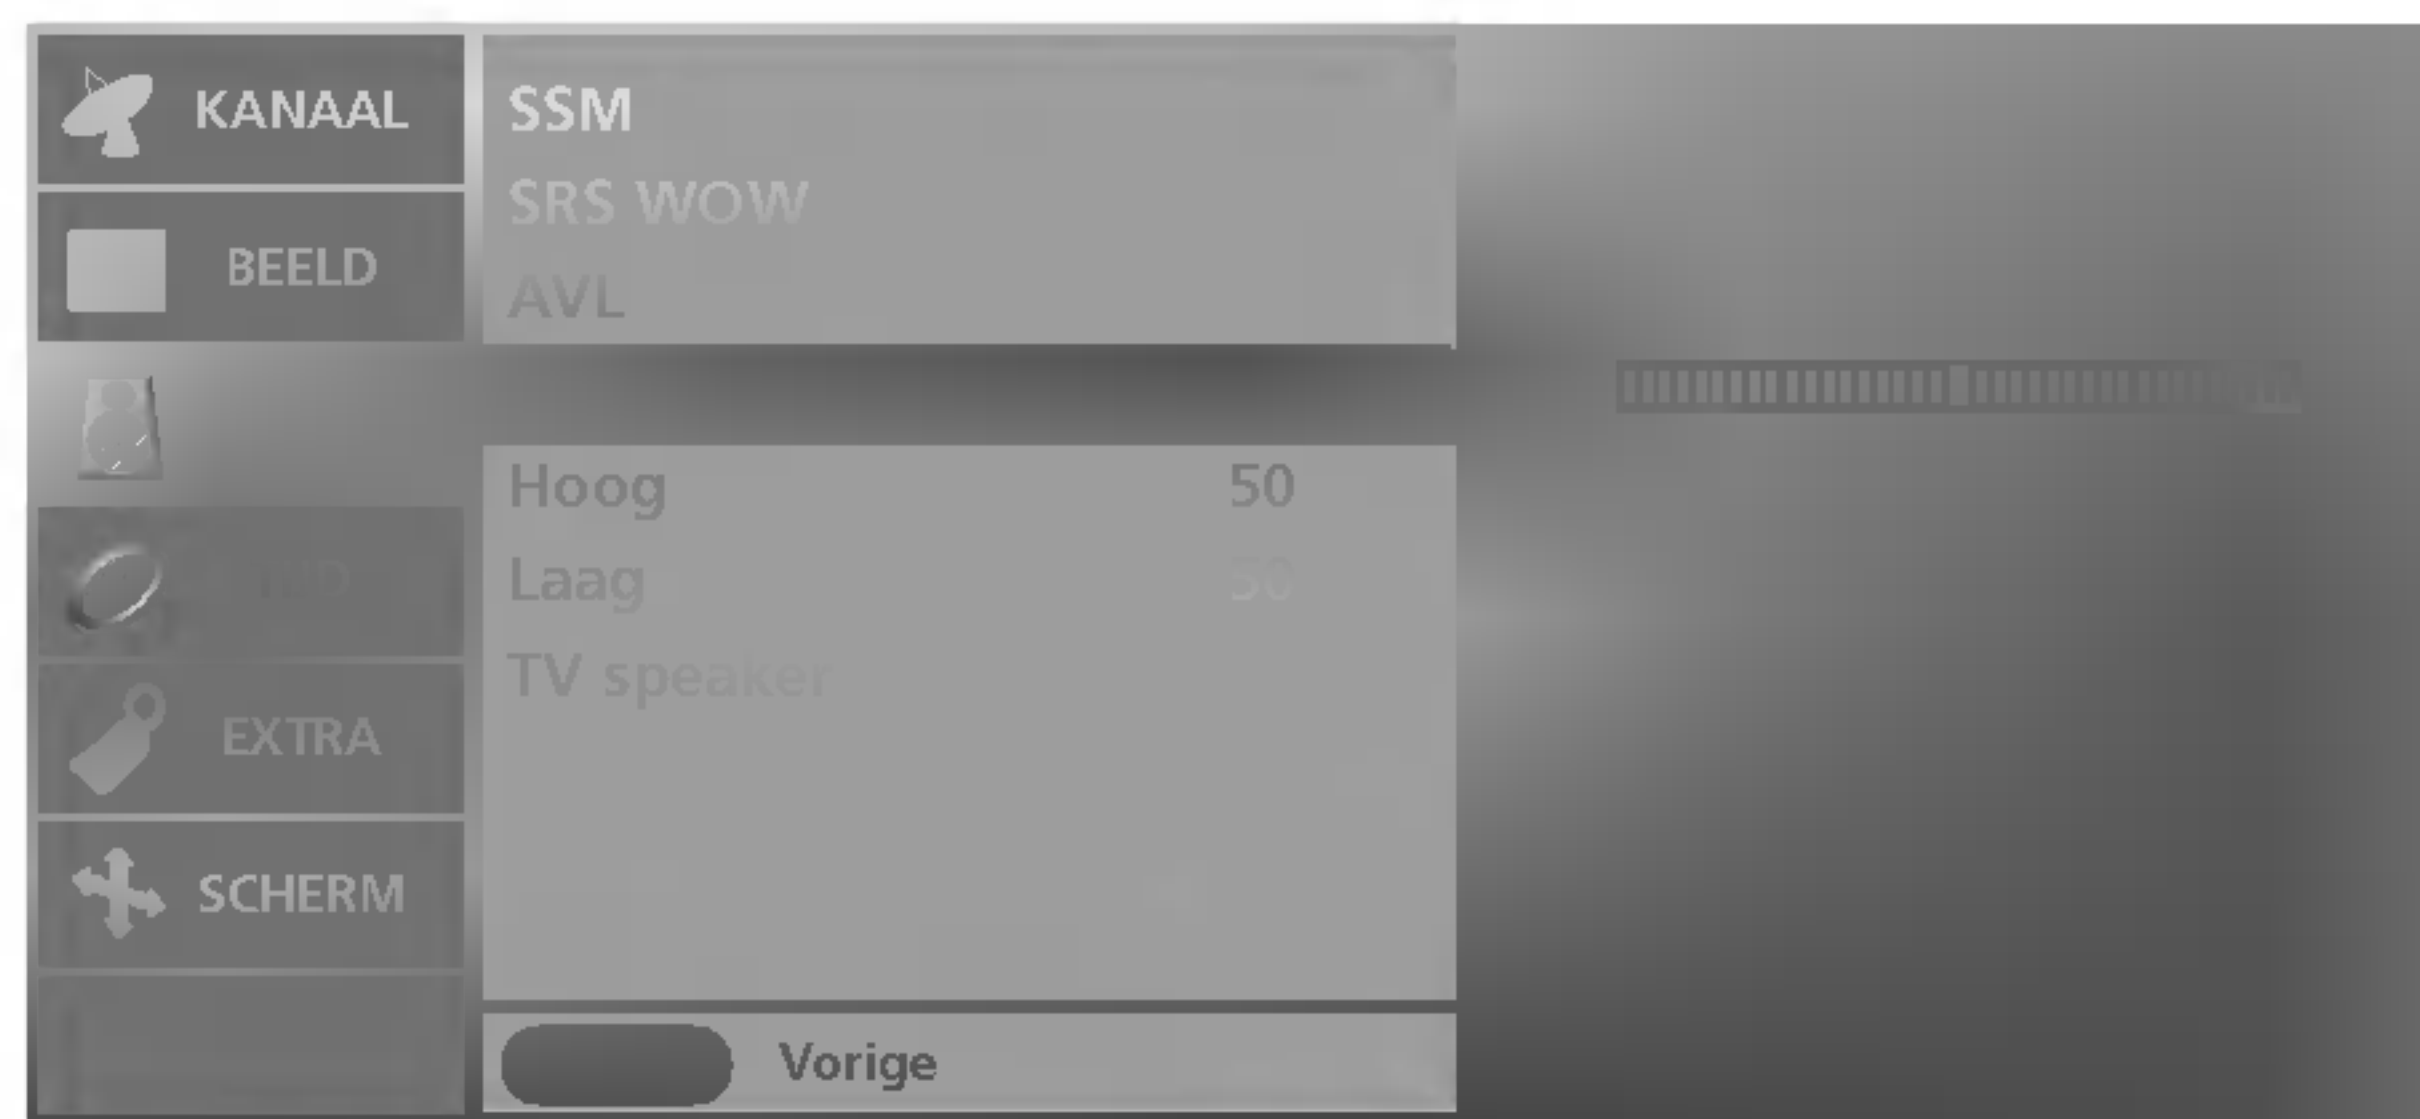 KANAAL
BEELD
EXTRA
SCHERM
SSM
SRS WOW
AVL
Hoog 50
Laag 50
TV speaker
Vorige